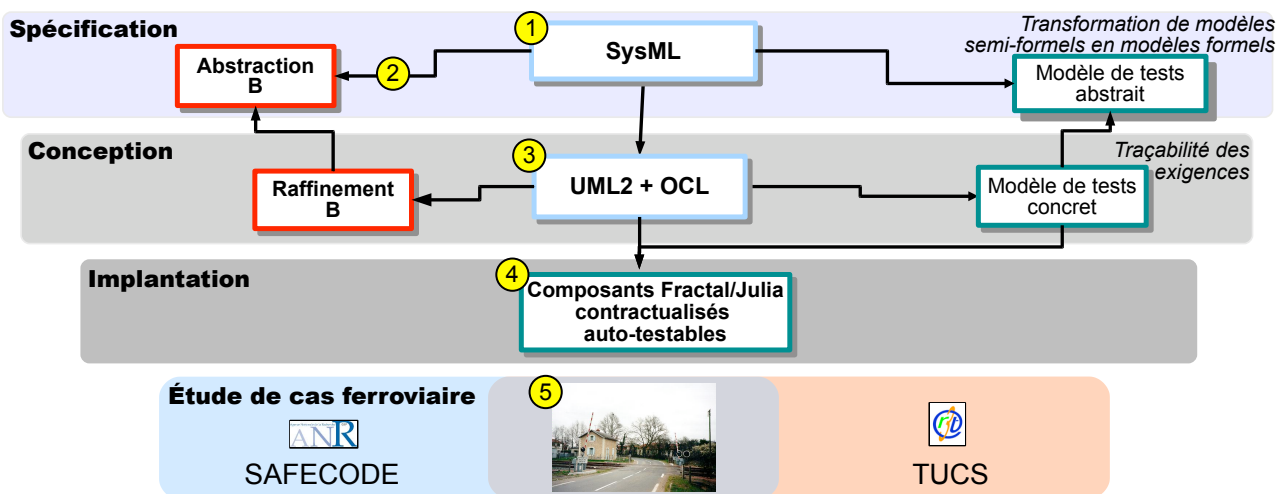 Spécification
1
Transformation de modèles
semi-formels en modèles formels
SysML
Abstraction
B
2
Modèle de tests
abstrait
Conception
3
Traçabilité des
exigences
UML2 + OCL
Raffinement
B
Modèle de tests
concret
Implantation
4
Composants Fractal/Julia
contractualisés
auto-testables
Étude de cas ferroviaire
5
ANR
SAFECODE
TUCS